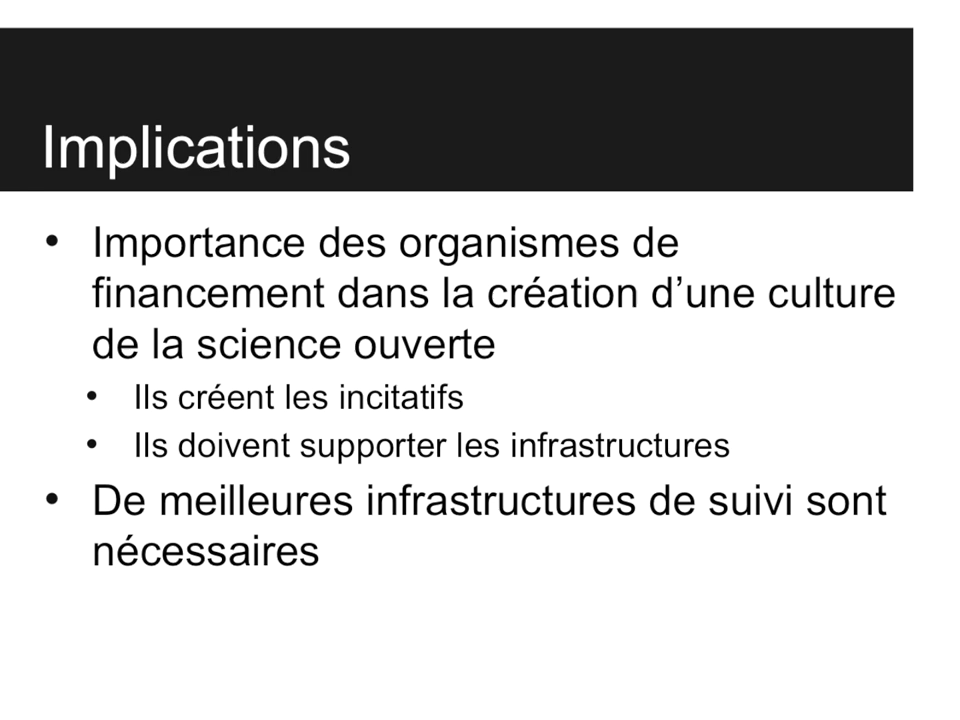 Implications
• Importance des organismes de
financement dans la création d’une culture
de la science ouverte
• Ils créent les incitatifs
• Ils doivent supporter les infrastructures
• De meilleures infrastructures de suivi sont
nécessaires